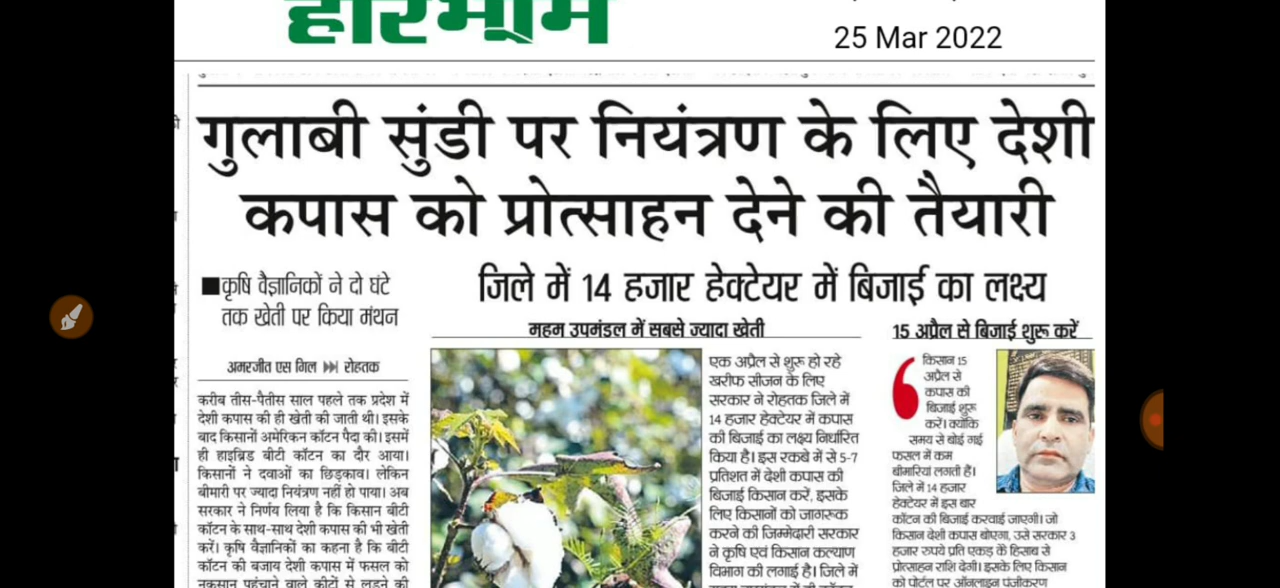 हरिभूमि
25 Mar 2022
गुलाबी सुंडी पर नियंत्रण के लिए देशी
कपास को प्रोत्साहन देने की तैयारी
■कृषि वैज्ञानिकों ने दो घंटे
तक खेती पर किया मंथन
अमरजीत एस गिल ▶▶ रोहतक
करीब तीस-पैतीस साल पहले तक प्रदेश में
देशी कपास की ही खेती की जाती थी। इसके
बाद किसानों अमेरिकन कॉटन पैदा की। इसमें
ही हाइब्रिड बीटी कॉटन का दौर आया।
किसानों ने दवाओं का छिड़काव। लेकिन
बीमारी पर ज्यादा नियंत्रण नहीं हो पाया। अब
सरकार ने निर्णय लिया है कि किसान बीटी
कॉटन के साथ-साथ देशी कपास की भी खेती
करें। कृषि वैज्ञानिकों का कहना है कि बीटी
कॉटन की बजाय देशी कपास में फसल को
नुकसान पहुंचाने वाले कीटों से लड़ने की
जिले में 14 हजार हेक्टेयर में बिजाई का लक्ष्य
महम उपमंडल में सबसे ज्यादा खेती
एक अप्रैल से शुरू हो रहे
खरीफ सीजन के लिए
सरकार ने रोहतक जिले में
14 हजार हेक्टेयर में कपास
की बिजाई का लक्ष्य निर्धारित
किया है। इस रकबे में से 5-7
प्रतिशत में देशी कपास की
बिजाई किसान करें, इसके
लिए किसानों को जागरुक
करने की जिम्मेदारी सरकार
ने कृषि एवं किसान कल्याण
विभाग की लगाई है। जिले में
15 अप्रैल से बिजाई शुरू करें
किसान 15
अप्रैल से
कपास की
बिजाई शुरू
करें। क्योंकि
समय से बोई गई
फसल में कम
बीमारियां लगती हैं।
जिले में 14 हजार
हेक्टेयर में इस बार
कॉटन की बिजाई करवाई जाएगी। जो
किसान देशी कपास बोएगा, उसे सरकार 3
हजार रुपये प्रति एकड़ के हिसाब से
प्रोत्साहन राशि देगी। इसके लिए किसान
को पोर्टल पर ऑनलाइन पंजीकरण